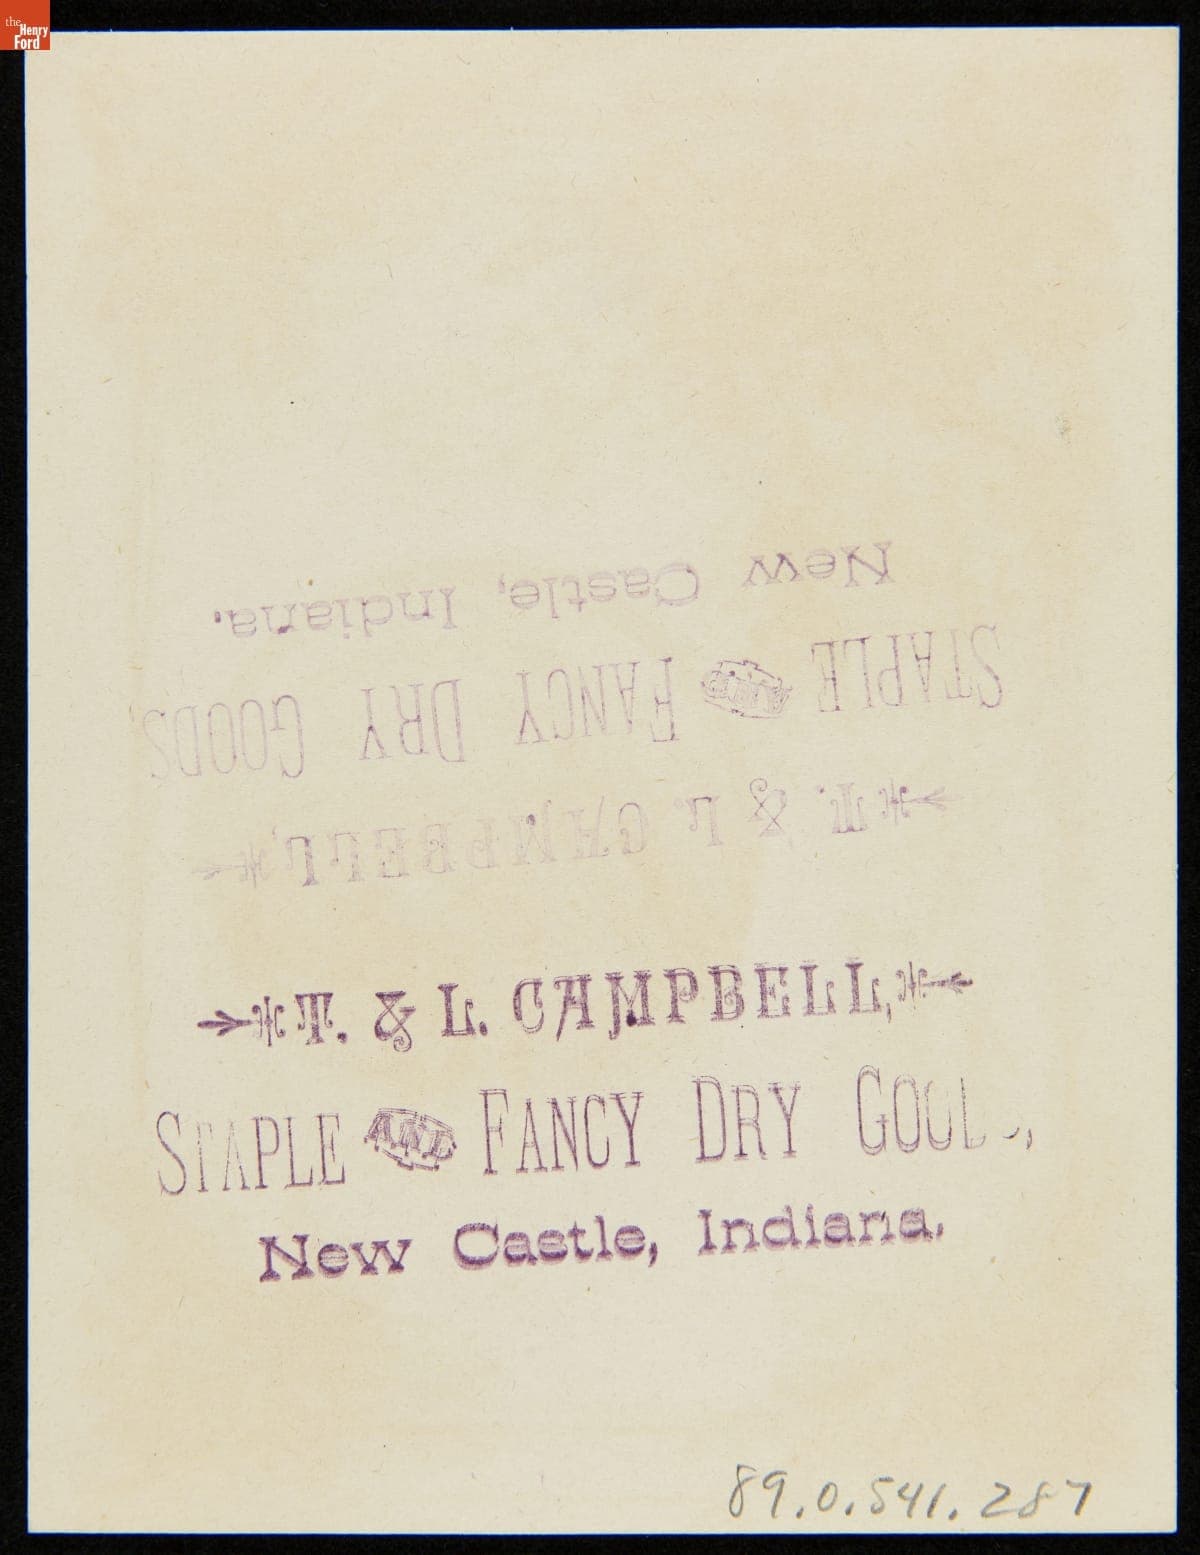 the
Henry
Ford
New Castle, Indiana.
STAPLE AND FANCY DRY GOODS,
T. & L. CAMPBELL,
T. & L. CAMPBELL,
STAPLE AND FANCY DRY GOODS,
New Castle, Indiana.
89.0.541.287